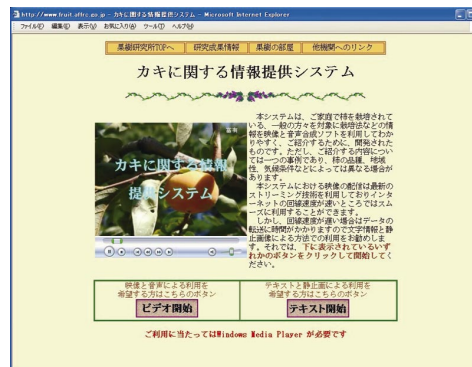 http://www.fruit.affrc.go.jp - カキに関する情報提供システム - Microsoft Internet Explorer
ファイル(F) 編集(E) 表示(V) お気に入り(A) ツール(T) ヘルプ(H)
果樹研究所TOPへ 研究成果情報 果樹の部屋 他機関へのリンク
カキに関する情報提供システム
富有
カキに関する情報
提供システム
本システムは、ご家庭で柿を栽培されて
いる、一般の方々を対象に栽培法などの情
報を映像と音声合成ソフトを利用してわか
りやすく、ご紹介するために、開発された
ものです。ただし、ご紹介する内容につい
ては一つの事例であり、柿の品種、地域
性、気候条件などによっては異なる場合が
あります。
本システムにおける映像の配信は最新の
ストリーミング技術を利用しておりインタ
ーネットの回線速度が速いところではスム
ーズに利用することができます。
しかし、回線速度が遅い場合はデータの
転送に時間がかかりますので文字情報と静
止画像による方法での利用をお勧めしま
す。それでは、下に表示されているいず
れかのボタンをクリックして開始してく
ださい。
映像と音声による利用を
希望する方はこちらのボタン
ビデオ開始
テキストと静止画による利用を
希望する方はこちらのボタン
テキスト開始
ご利用に当たってはWindows Media Player が必要です